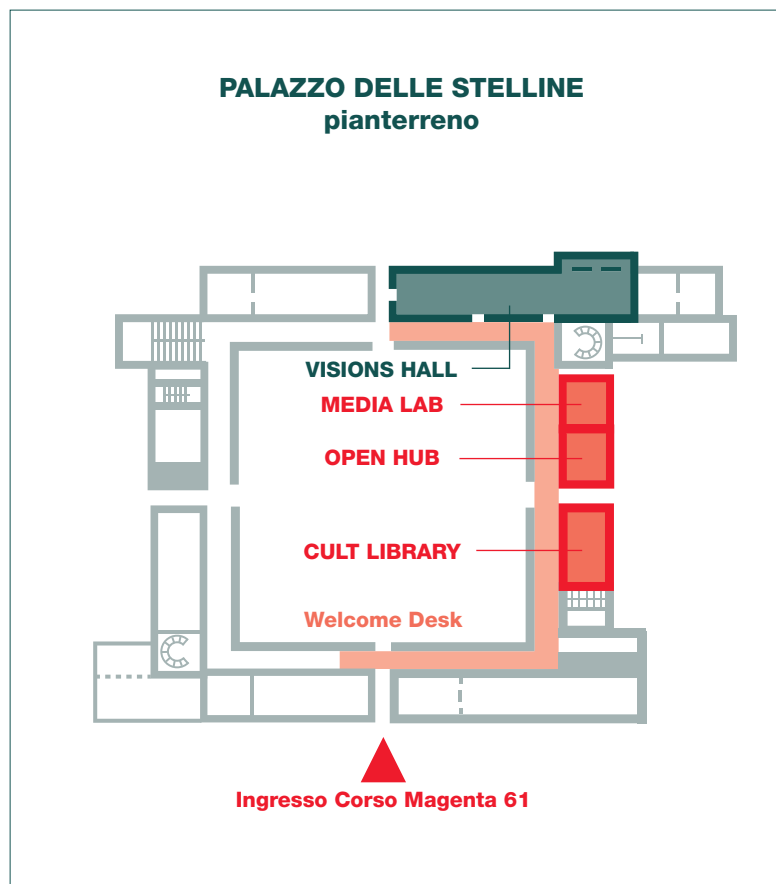 PALAZZO DELLE STELLINE
pianterreno
VISIONS HALL
MEDIA LAB
OPEN HUB
CULT LIBRARY
Welcome Desk
Ingresso Corso Magenta 61